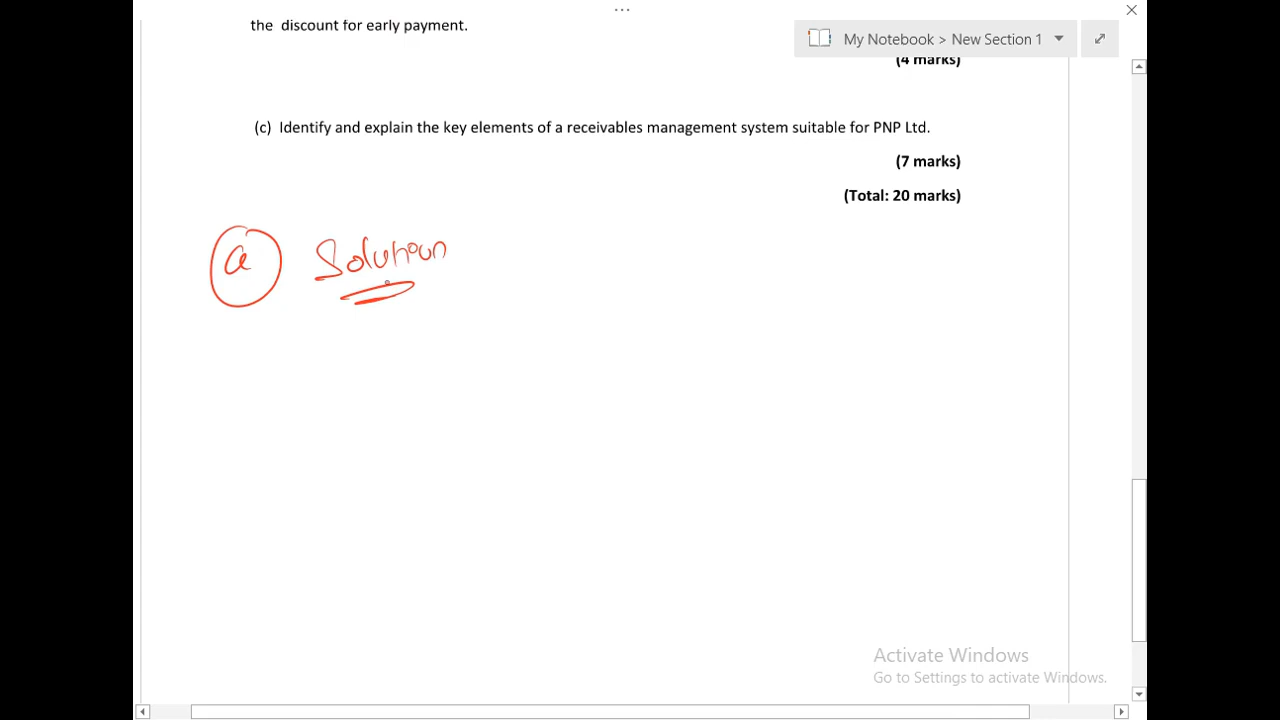 ...
the discount for early payment.
My Notebook > New Section 1
(4 marks)
(c) Identify and explain the key elements of a receivables management system suitable for PNP Ltd.
(7 marks)
(Total: 20 marks)
a Solution
Activate Windows
Go to Settings to activate Windows.